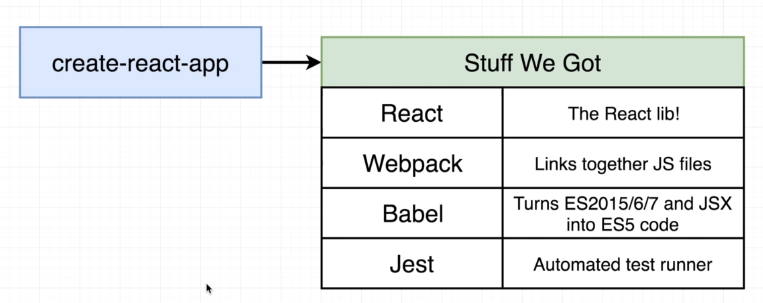 create-react-app
Stuff We Got
React
The React lib!
Webpack
Links together JS files
Babel
Turns ES2015/6/7 and JSX
into ES5 code
Jest
Automated test runner